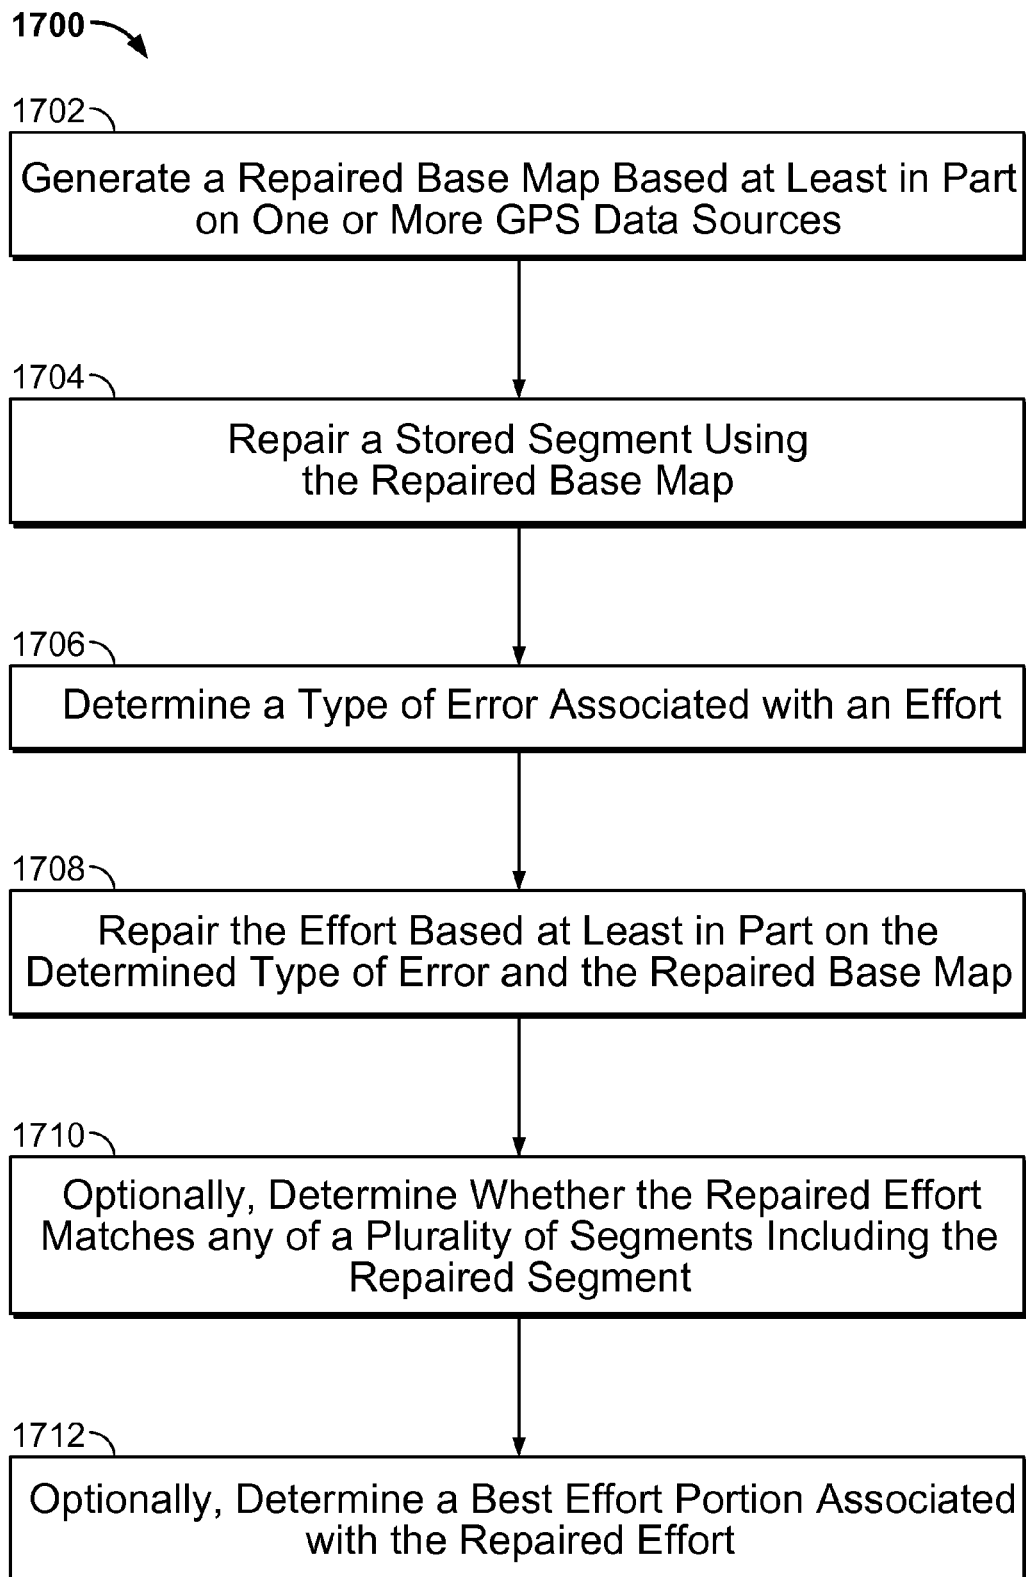 1700
1702
Generate a Repaired Base Map Based at Least in Part
on One or More GPS Data Sources
1704
Repair a Stored Segment Using
the Repaired Base Map
1706
Determine a Type of Error Associated with an Effort
1708
Repair the Effort Based at Least in Part on the
Determined Type of Error and the Repaired Base Map
1710
Optionally, Determine Whether the Repaired Effort
Matches any of a Plurality of Segments Including the
Repaired Segment
1712
Optionally, Determine a Best Effort Portion Associated
with the Repaired Effort